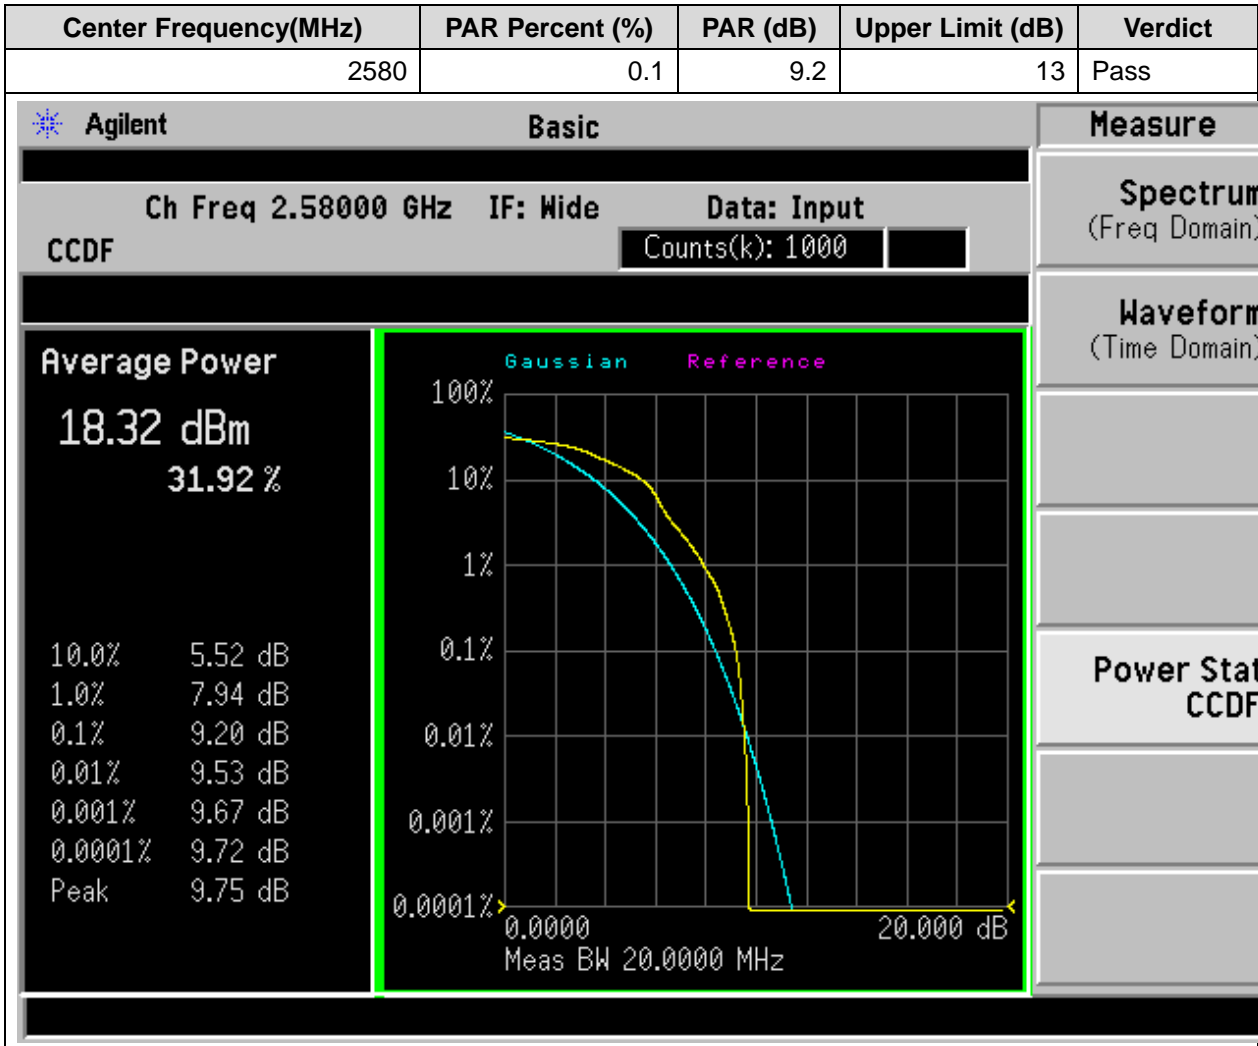 Center Frequency(MHz) PAR Percent (%) PAR (dB) Upper Limit (dB) Verdict
2580 0.1 9.2 13 Pass
Agilent Basic Measure
Ch Freq 2.58000 GHz IF: Wide Data: Input
CCDF Counts(k): 1000
Average Power
18.32 dBm
31.92 %
10.0% 5.52 dB
1.0% 7.94 dB
0.1% 9.20 dB
0.01% 9.53 dB
0.001% 9.67 dB
0.0001% 9.72 dB
Peak 9.75 dB
Gaussian Reference
100%
10%
1%
0.1%
0.01%
0.001%
0.0001%
0.0000 20.000 dB
Meas BW 20.0000 MHz
Spectrum
(Freq Domain)
Waveform
(Time Domain)
Power Stat
CCDF